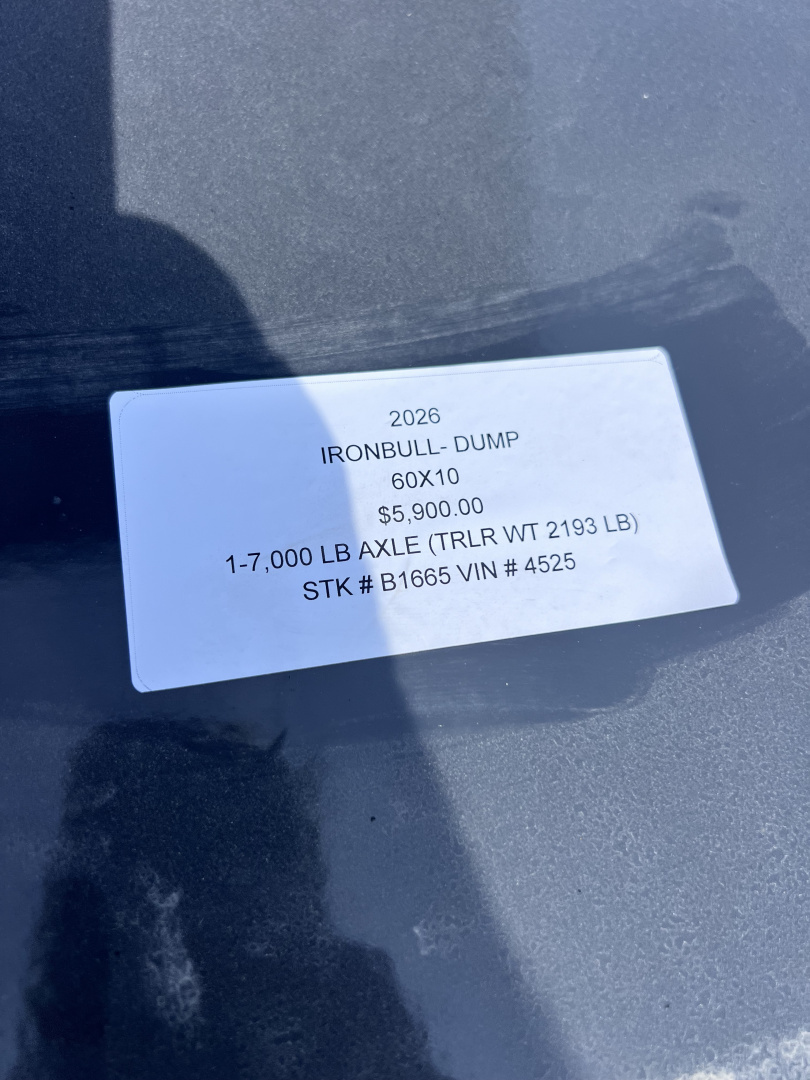 2026
IRONBULL- DUMP
60X10
$5,900.00
1-7,000 LB AXLE (TRLR WT 2193 LB)
STK # B1665 VIN # 4525